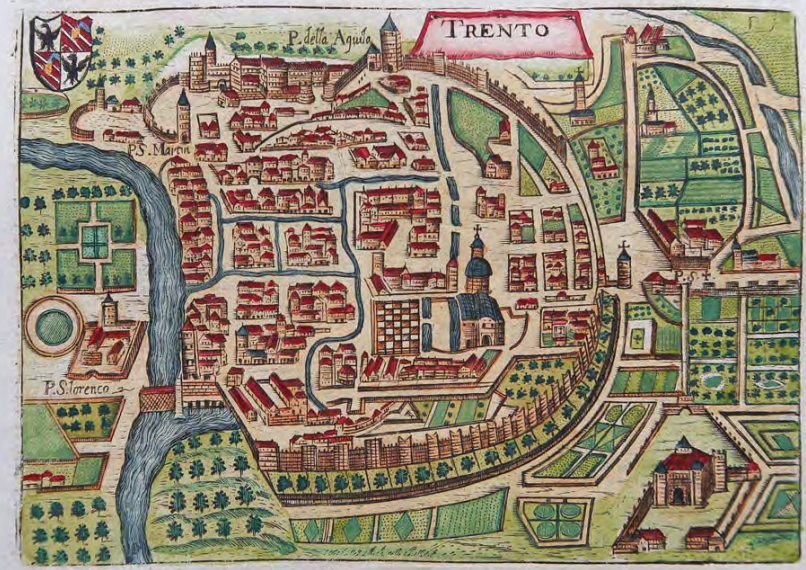 P. della Aquila
TRENTO
P. S. Martin
P. S. †
P. S. lorenco